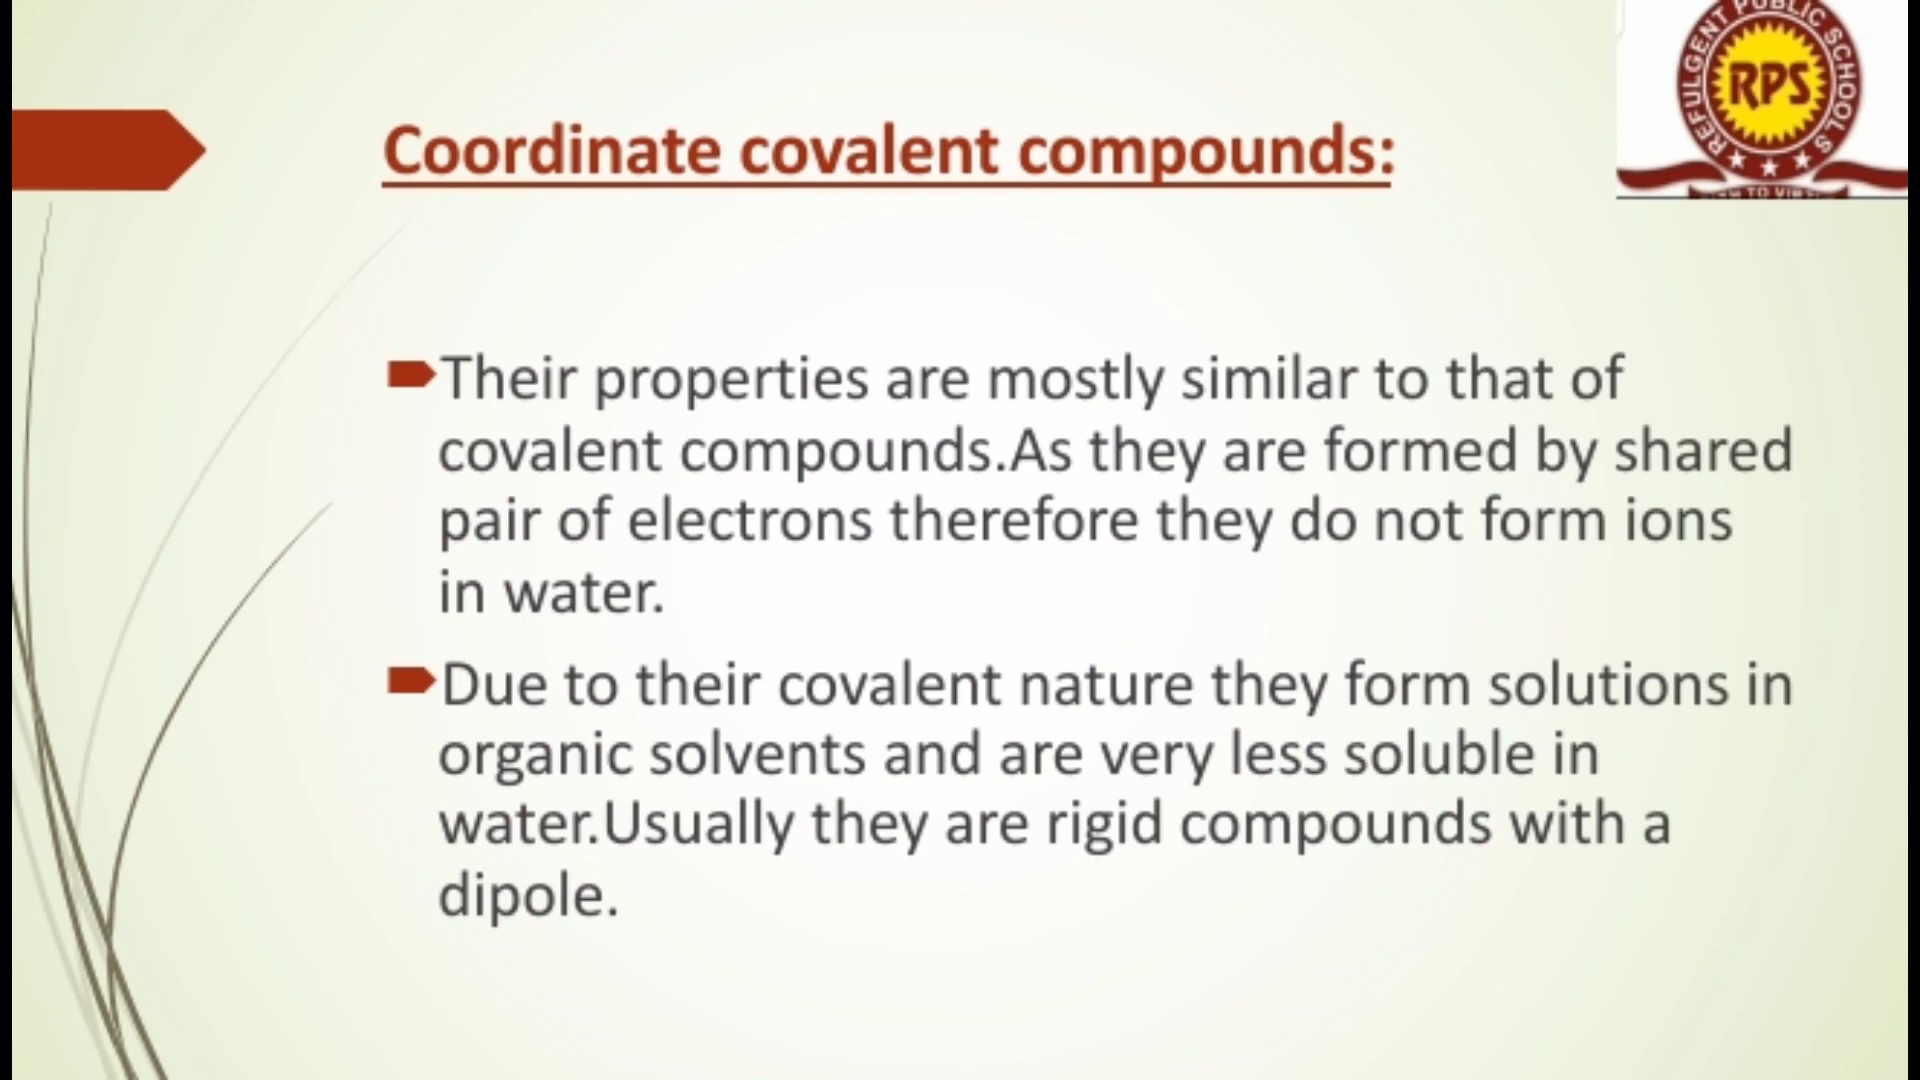 REFULGENT PUBLIC SCHOOLS
RPS
Coordinate covalent compounds:
Their properties are mostly similar to that of
covalent compounds.As they are formed by shared
pair of electrons therefore they do not form ions
in water.
Due to their covalent nature they form solutions in
organic solvents and are very less soluble in
water.Usually they are rigid compounds with a
dipole.